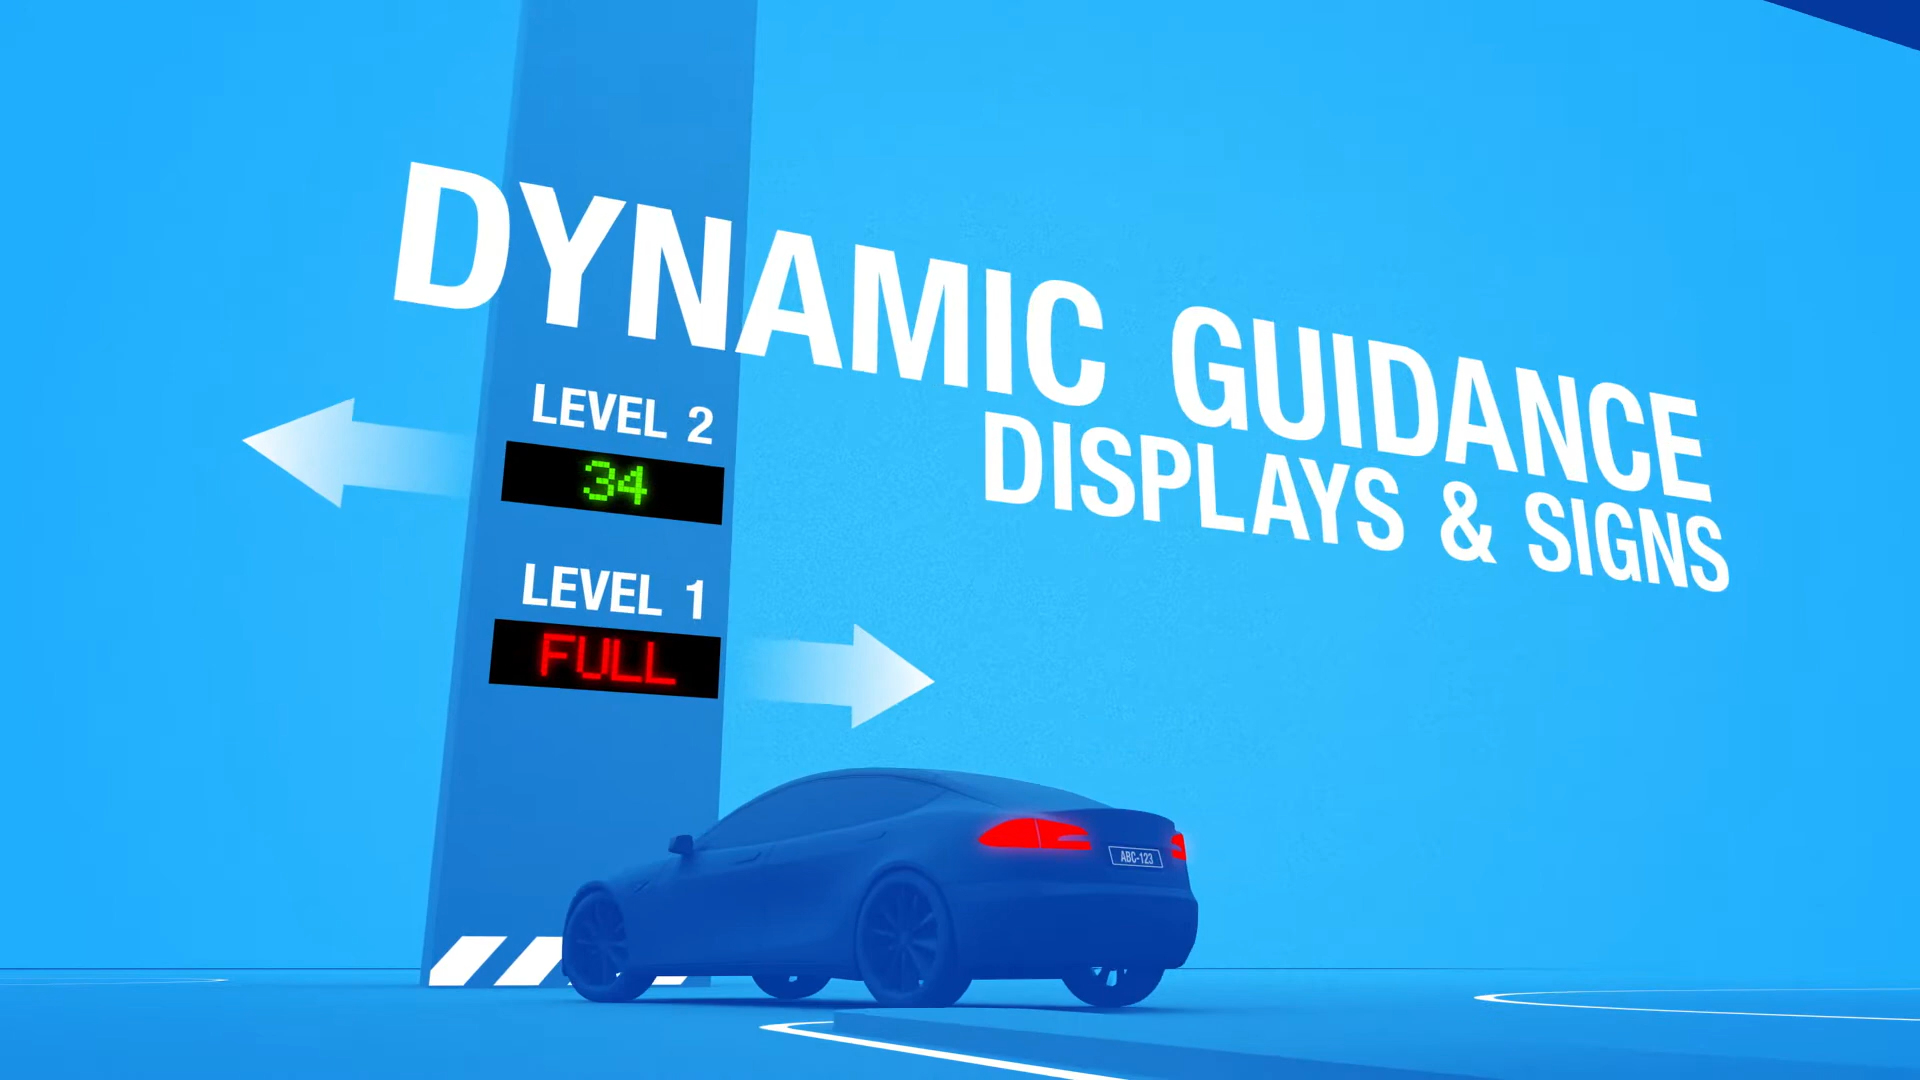 DYNAMIC GUIDANCE
DISPLAYS & SIGNS
LEVEL 2
34
LEVEL 1
FULL
ABC-123